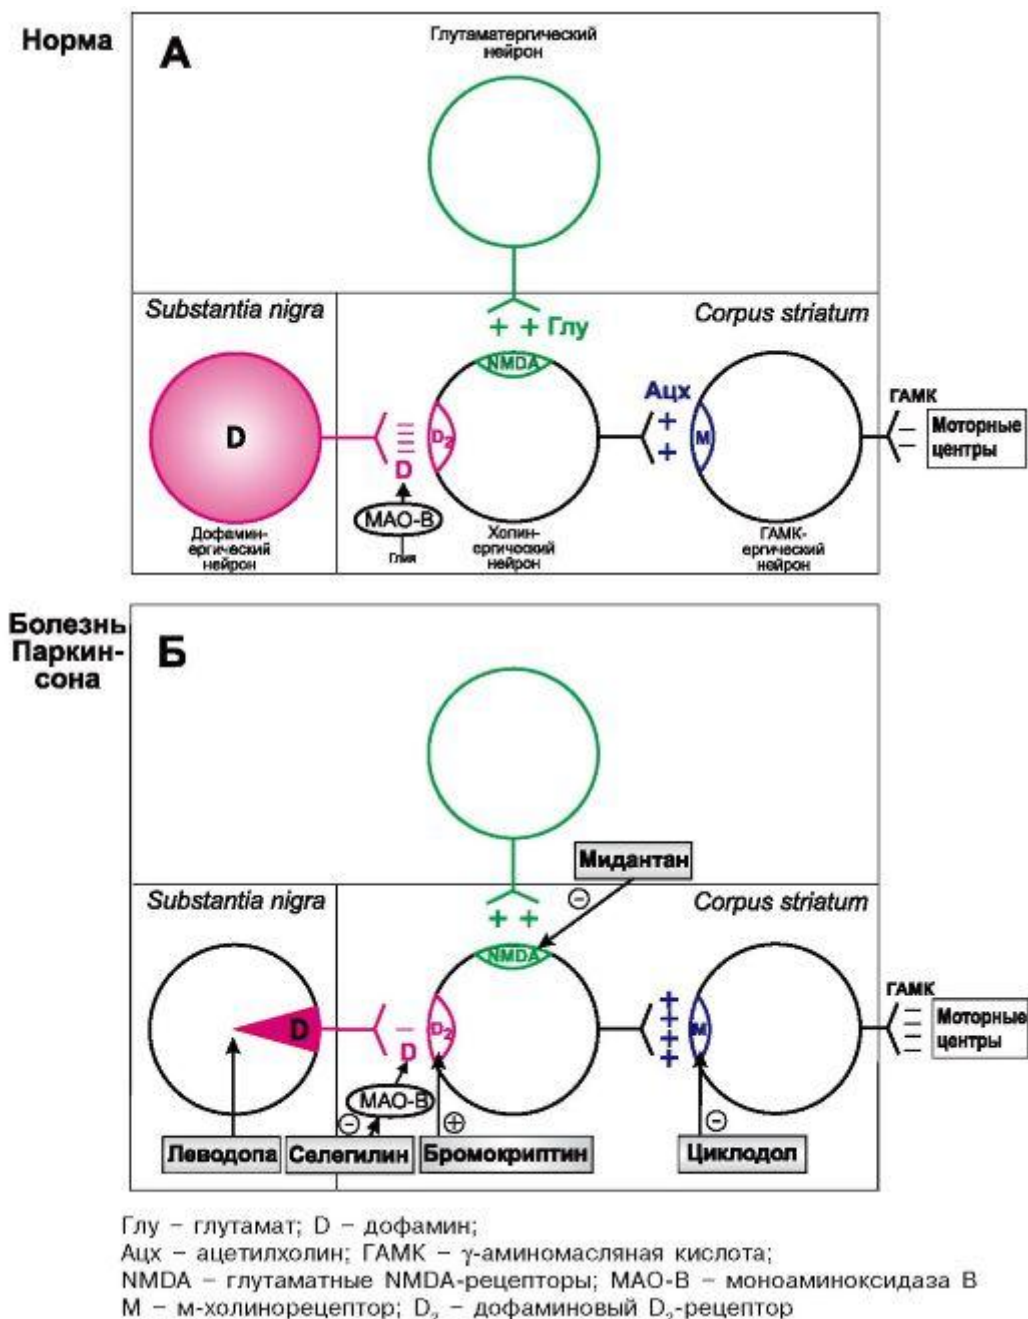 Норма
А
Глутаматергический
нейрон
Substantia nigra
Corpus striatum
+ + Глу
NMDA
Ацх
+
+
ГАМК
Моторные
центры
D
D
D₂
M
МАО-В
Глия
Дофамин-
ергический
нейрон
Холин-
ергический
нейрон
ГАМК-
ергический
нейрон
Болезнь
Паркин-
сона
Б
Мидантан
Substantia nigra
Corpus striatum
+ +
NMDA
ГАМК
Моторные
центры
D
D
D₂
+
+
+
+
M
МАО-В
Леводопа
Селегилин
Бромокриптин
Циклодол
Глу – глутамат; D – дофамин;
Ацх – ацетилхолин; ГАМК – γ-аминомасляная кислота;
NMDA – глутаматные NMDA-рецепторы; МАО-В – моноаминоксидаза В
М – м-холинорецептор; D₂ – дофаминовый D₂-рецептор